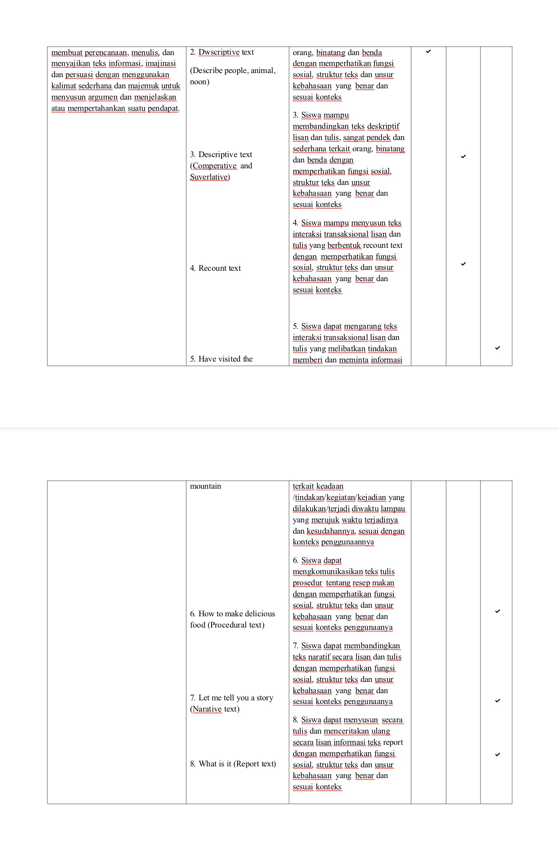 membuat perencanaan, menulis, dan
menyajikan teks informasi, imajinasi
dan persuasi dengan menggunakan
kalimat sederhana dan majemuk untuk
menyusun argumen dan menjelaskan
atau mempertahankan suatu pendapat.
2. Dwscriptive text
(Describe people, animal,
noon)
3. Descriptive text
(Comperative and
Suverlative)
4. Recount text
5. Have visited the
orang, binatang dan benda
dengan memperhatikan fungsi
sosial, struktur teks dan unsur
kebahasaan yang benar dan
sesuai konteks
3. Siswa mampu
membandingkan teks deskriptif
lisan dan tulis, sangat pendek dan
sederhana terkait orang, binatang
dan benda dengan
memperhatikan fungsi sosial,
struktur teks dan unsur
kebahasaan yang benar dan
sesuai konteks
4. Siswa mampu menyusun teks
interaksi transaksional lisan dan
tulis yang berbentuk recount text
dengan memperhatikan fungsi
sosial, struktur teks dan unsur
kebahasaan yang benar dan
sesuai konteks
5. Siswa dapat mengarang teks
interaksi transaksional lisan dan
tulis yang melibatkan tindakan
memberi dan meminta informasi
mountain
6. How to make delicious
food (Procedural text)
7. Let me tell you a story
(Narative text)
8. What is it (Report text)
terkait keadaan
/tindakan/kegiatan/kejadian yang
dilakukan/terjadi diwaktu lampau
yang merujuk waktu terjadinya
dan kesudahannya, sesuai dengan
konteks penggunaannya
6. Siswa dapat
mengkomunikasikan teks tulis
prosedur tentang resep makan
dengan memperhatikan fungsi
sosial, struktur teks dan unsur
kebahasaan yang benar dan
sesuai konteks penggunaanya
7. Siswa dapat membandingkan
teks naratif secara lisan dan tulis
dengan memperhatikan fungsi
sosial, struktur teks dan unsur
kebahasaan yang benar dan
sesuai konteks penggunaanya
8. Siswa dapat menyusun secara
tulis dan menceritakan ulang
secara lisan informasi teks report
dengan memperhatikan fungsi
sosial, struktur teks dan unsur
kebahasaan yang benar dan
sesuai konteks